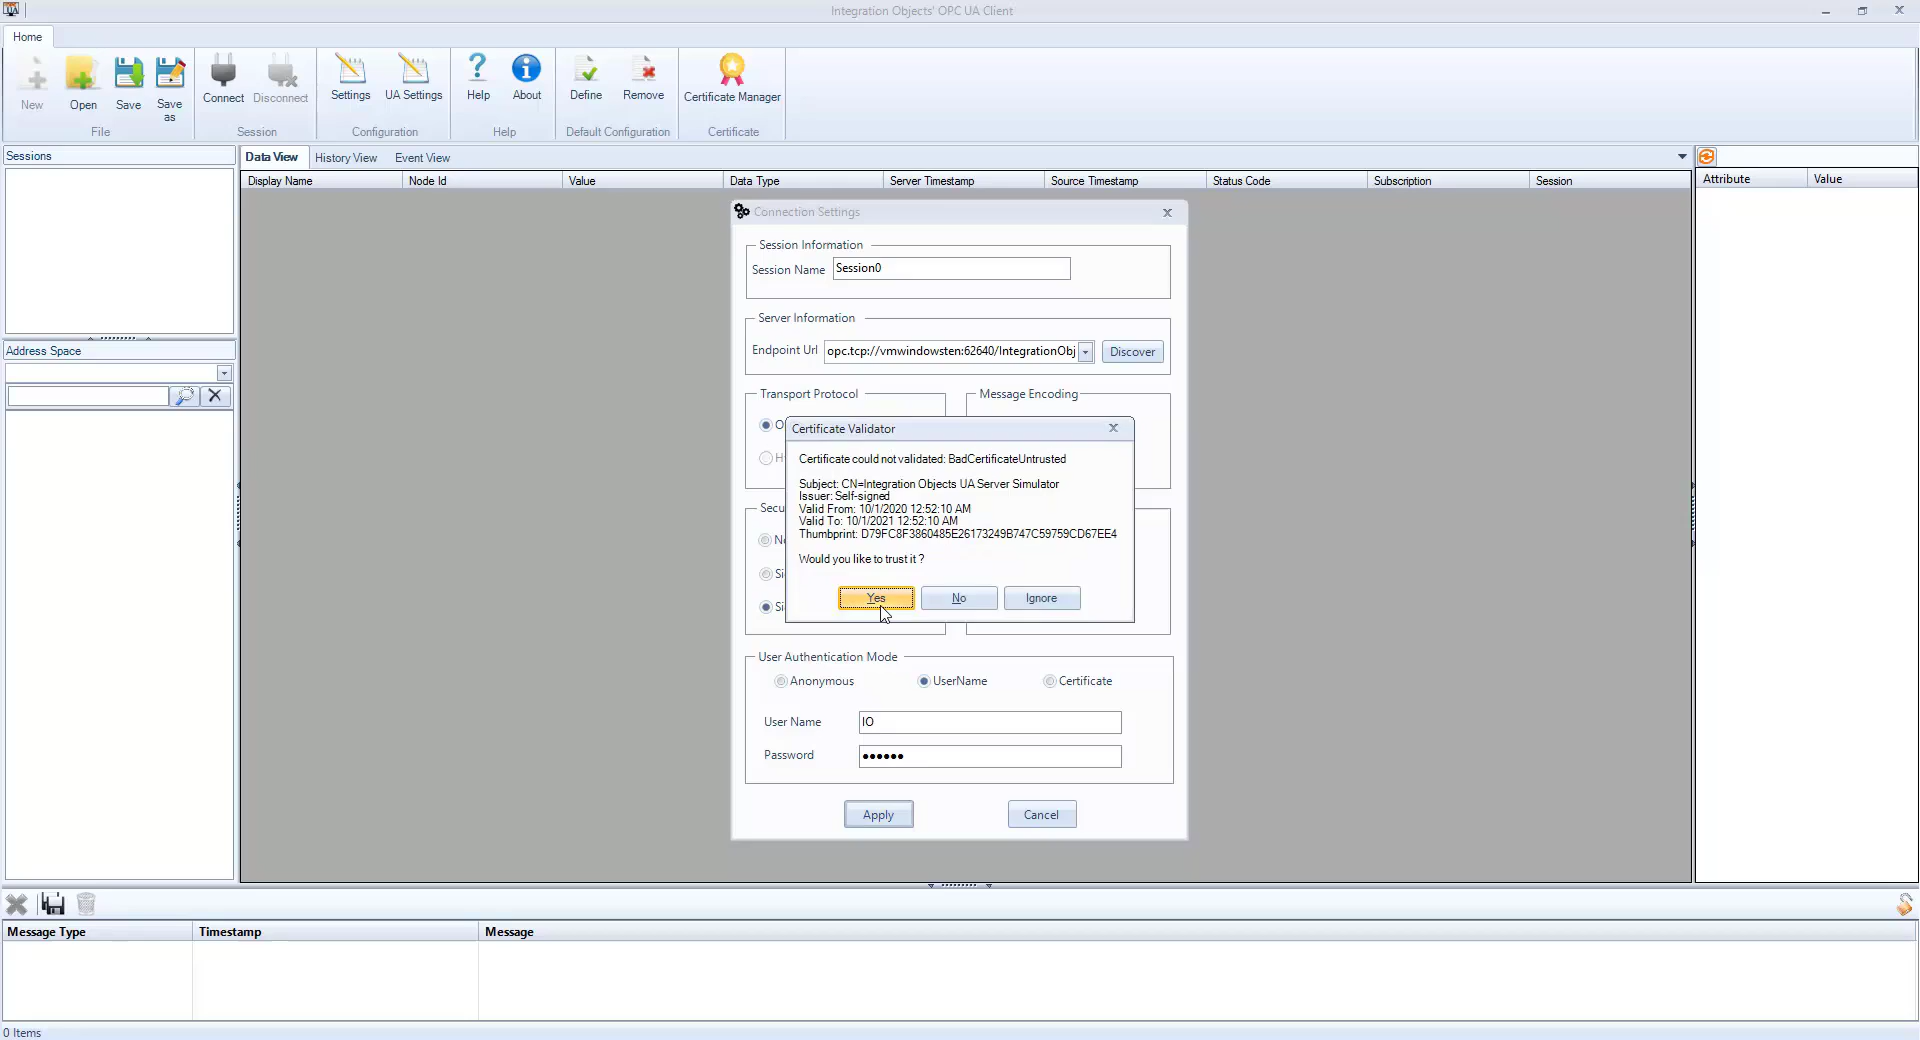 UA
Integration Objects' OPC UA Client
Home
New
Open
Save
Save as
Connect
Disconnect
Settings
UA Settings
Help
About
Define
Remove
Certificate Manager
File
Session
Configuration
Help
Default Configuration
Certificate
Sessions
Data View
History View
Event View
Display Name
Node Id
Value
Data Type
Server Timestamp
Source Timestamp
Status Code
Subscription
Session
Attribute
Value
Address Space
Connection Settings
Session Information
Session Name
Session0
Server Information
Endpoint Url
opc.tcp://vmwindowsten:62640/IntegrationObj
Discover
Transport Protocol
Message Encoding
Certificate Validator
Certificate could not validated: BadCertificateUntrusted
Subject: CN=Integration Objects UA Server Simulator
Issuer: Self-signed
Valid From: 10/1/2020 12:52:10 AM
Valid To: 10/1/2021 12:52:10 AM
Thumbprint: D79FC8F3860485E26173249B747C59759CD67EE4
Would you like to trust it ?
Yes
No
Ignore
User Authentication Mode
Anonymous
UserName
Certificate
User Name
IO
Password
Apply
Cancel
Message Type
Timestamp
Message
0 Items